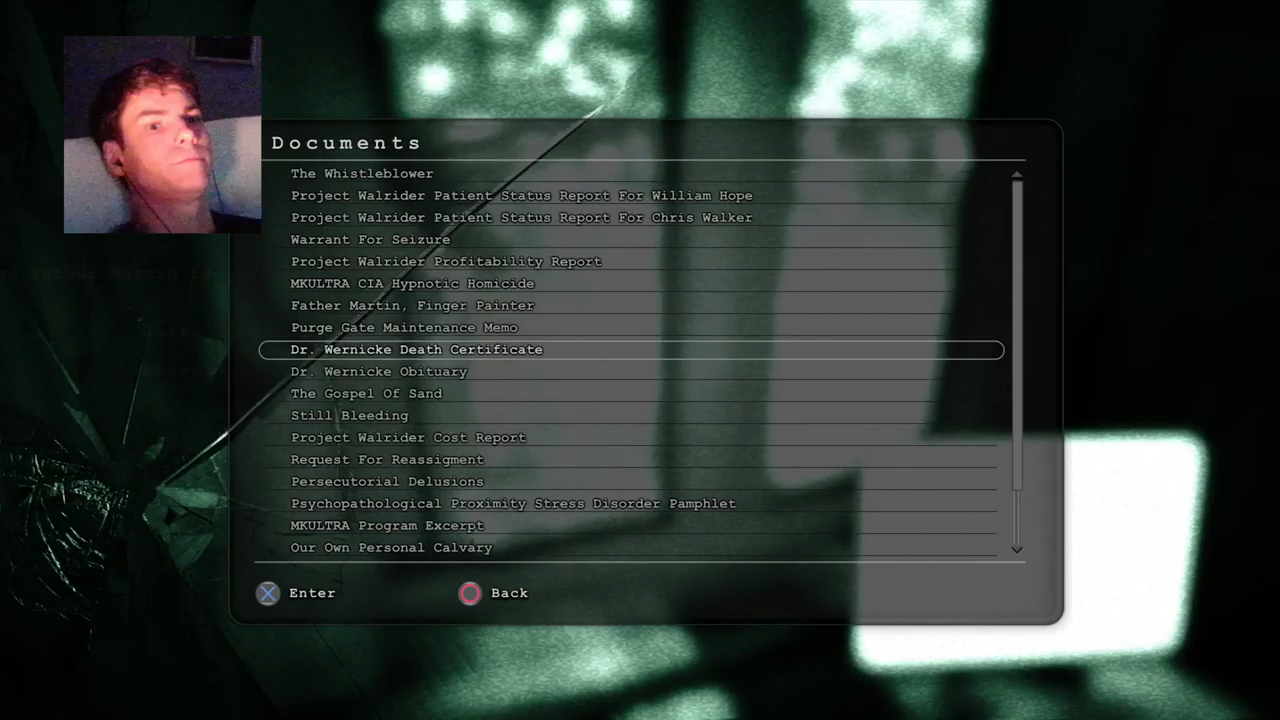 Documents
The Whistleblower
Project Walrider Patient Status Report For William Hope
Project Walrider Patient Status Report For Chris Walker
Warrant For Seizure
Project Walrider Profitability Report
MKULTRA CIA Hypnotic Homicide
Father Martin, Finger Painter
Purge Gate Maintenance Memo
Dr. Wernicke Death Certificate
Dr. Wernicke Obituary
The Gospel Of Sand
Still Bleeding
Project Walrider Cost Report
Request For Reassigment
Persecutorial Delusions
Psychopathological Proximity Stress Disorder Pamphlet
MKULTRA Program Excerpt
Our Own Personal Calvary
Enter
Back